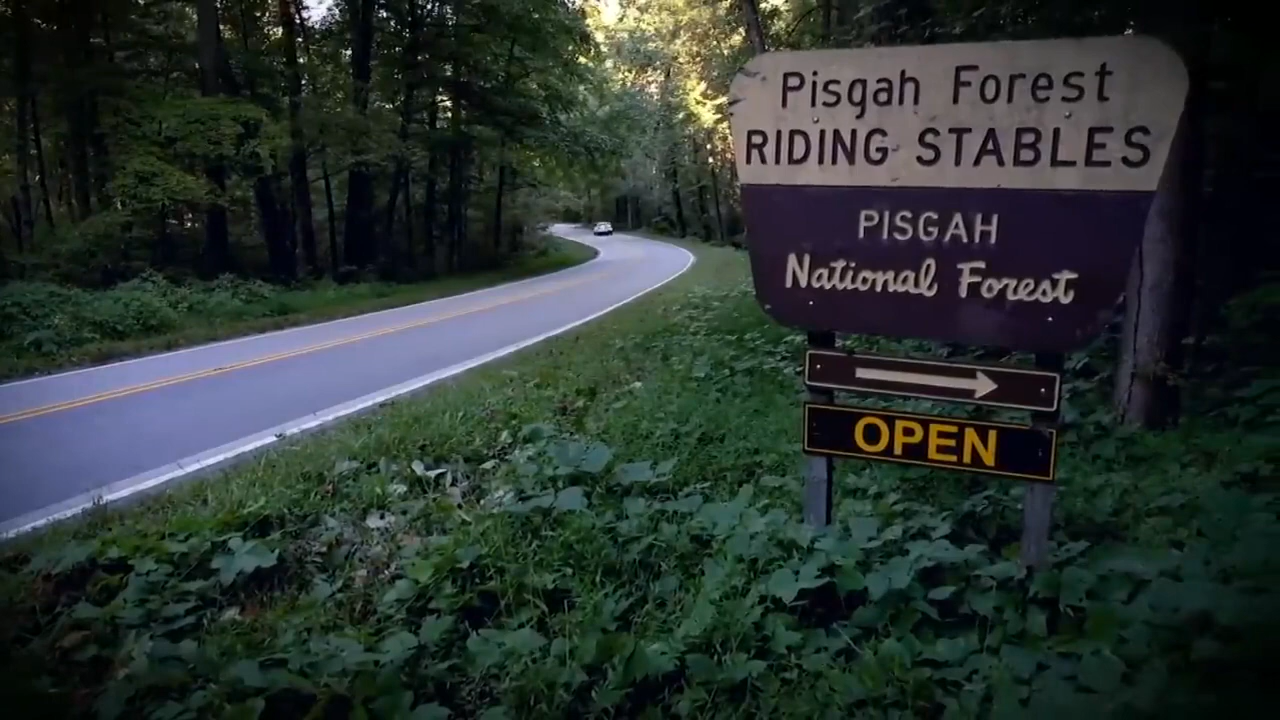 Pisgah Forest
RIDING STABLES
PISGAH
National Forest
OPEN